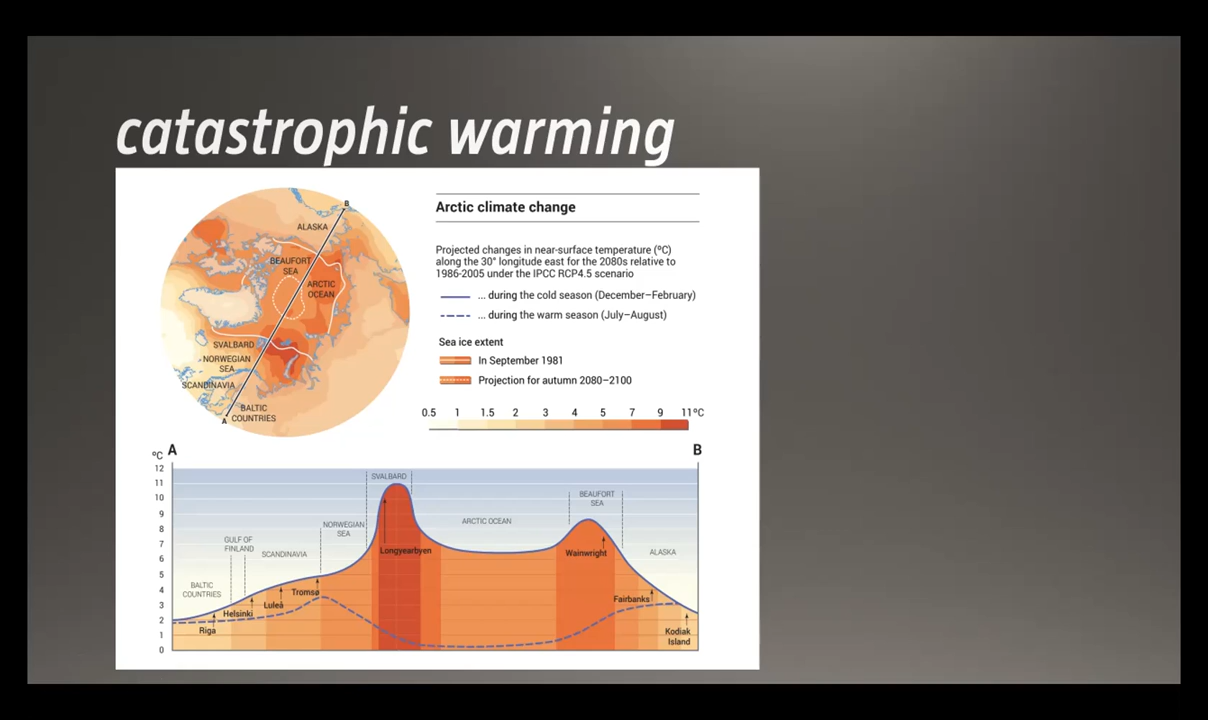 catastrophic warming
B
ALASKA
BEAUFORT
SEA
ARCTIC
OCEAN
SVALBARD
NORWEGIAN
SEA
SCANDINAVIA
BALTIC
COUNTRIES
A
Arctic climate change
Projected changes in near-surface temperature (ºC)
along the 30° longitude east for the 2080s relative to
1986-2005 under the IPCC RCP4.5 scenario
... during the cold season (December–February)
... during the warm season (July–August)
Sea ice extent
In September 1981
Projection for autumn 2080–2100
0.5 1 1.5 2 3 4 5 7 9 11ºC
A B
ºC
12
11
10
9
8
7
6
5
4
3
2
1
0
BALTIC
COUNTRIES
GULF OF
FINLAND
SCANDINAVIA
NORWEGIAN
SEA
SVALBARD
ARCTIC OCEAN
BEAUFORT
SEA
ALASKA
Riga
Helsinki
Luleå
Tromsø
Longyearbyen
Wainwright
Fairbanks
Kodiak
Island